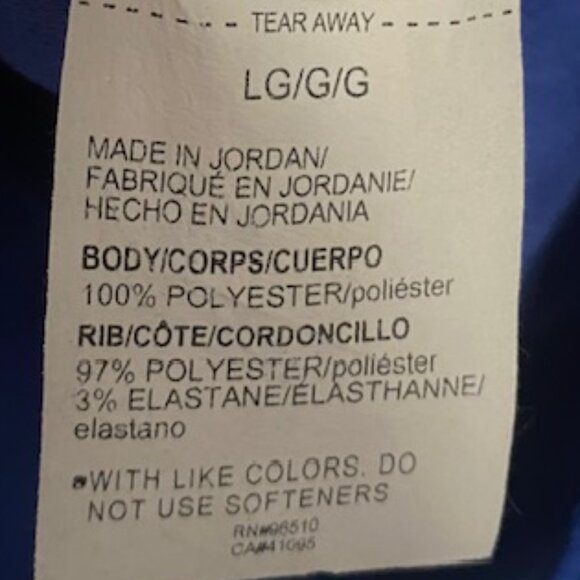 TEAR AWAY
LG/G/G
MADE IN JORDAN/
FABRIQUÉ EN JORDANIE/
HECHO EN JORDANIA
BODY/CORPS/CUERPO
100% POLYESTER/poliéster
RIB/CÔTE/CORDONCILLO
97% POLYESTER/poliéster
3% ELASTANE/ÉLASTHANNE/
elastano
WITH LIKE COLORS. DO
NOT USE SOFTENERS
RN#96510
CA#41095